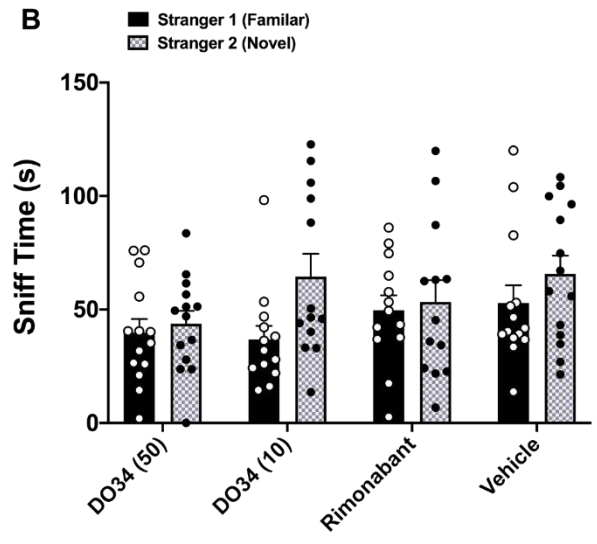 B
Stranger 1 (Familar)
Stranger 2 (Novel)
Sniff Time (s)
150
100
50
0
DO34 (50)
DO34 (10)
Rimonabant
Vehicle